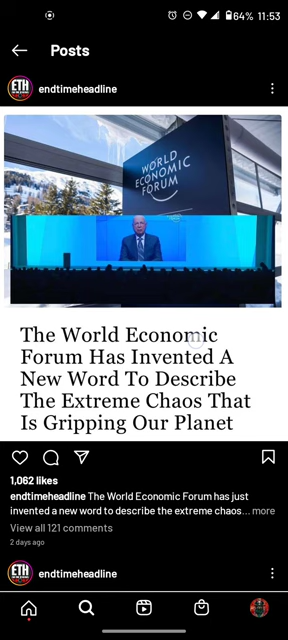 64% 11:53
Posts
ETH
endtimeheadline
WORLD
ECONOMIC
FORUM
The World Economic
Forum Has Invented A
New Word To Describe
The Extreme Chaos That
Is Gripping Our Planet
1,062 likes
endtimeheadline The World Economic Forum has just
invented a new word to describe the extreme chaos... more
View all 121 comments
2 days ago
ETH
endtimeheadline